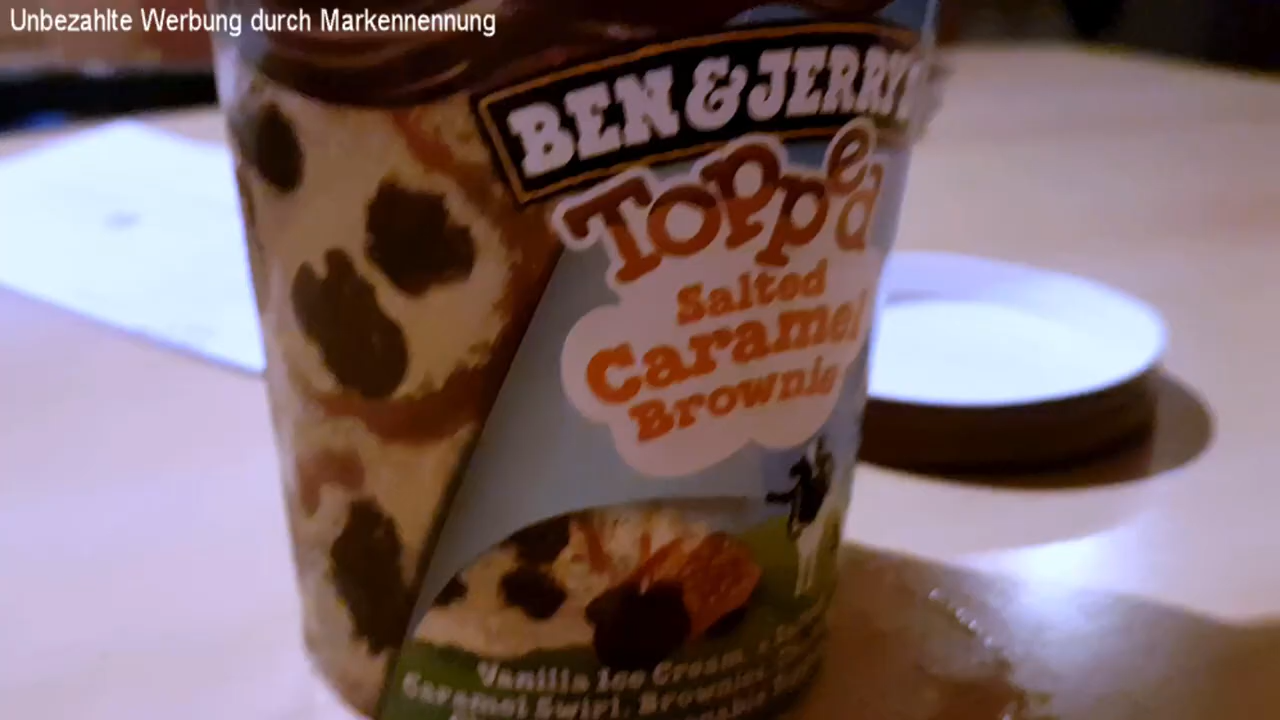 Unbezahlte Werbung durch Markennennung
BEN & JERRY'S
Topped
Salted
Caramel
Brownie
Vanilla Ice Cream
Caramel Swirl, Brownies